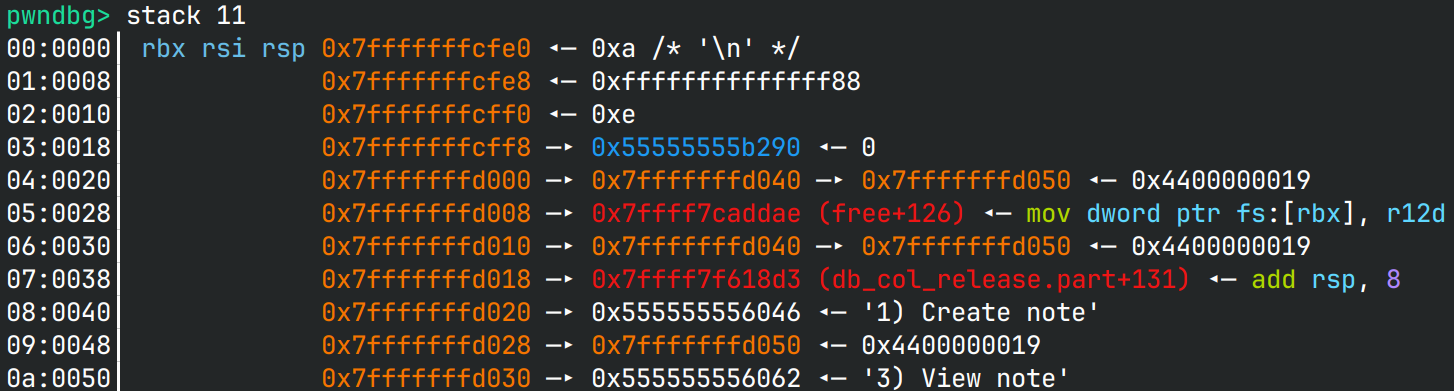 pwndbg> stack 11
00:0000│ rbx rsi rsp 0x7fffffffcfe0 ◂— 0xa /* '\n' */
01:0008│ 0x7fffffffcfe8 ◂— 0xffffffffffffff88
02:0010│ 0x7fffffffcff0 ◂— 0xe
03:0018│ 0x7fffffffcff8 —▸ 0x55555555b290 ◂— 0
04:0020│ 0x7fffffffd000 —▸ 0x7fffffffd040 —▸ 0x7fffffffd050 ◂— 0x4400000019
05:0028│ 0x7fffffffd008 —▸ 0x7ffff7caddae (free+126) ◂— mov dword ptr fs:[rbx], r12d
06:0030│ 0x7fffffffd010 —▸ 0x7fffffffd040 —▸ 0x7fffffffd050 ◂— 0x4400000019
07:0038│ 0x7fffffffd018 —▸ 0x7ffff7f618d3 (db_col_release.part+131) ◂— add rsp, 8
08:0040│ 0x7fffffffd020 —▸ 0x555555556046 ◂— '1) Create note'
09:0048│ 0x7fffffffd028 —▸ 0x7fffffffd050 ◂— 0x4400000019
0a:0050│ 0x7fffffffd030 —▸ 0x555555556062 ◂— '3) View note'